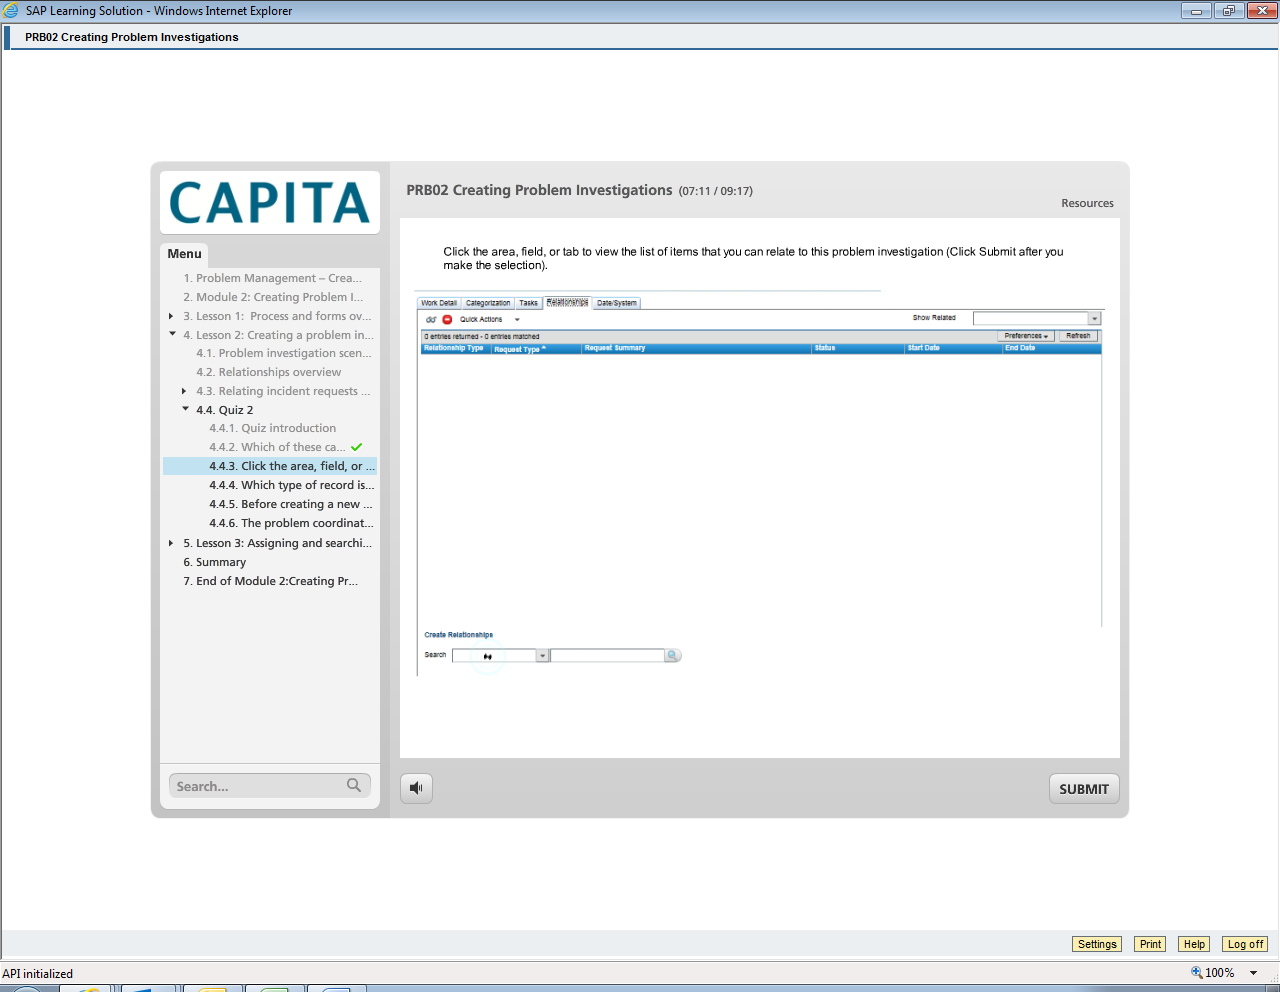 SAP Learning Solution - Windows Internet Explorer
PRB02 Creating Problem Investigations
CAPITA
PRB02 Creating Problem Investigations (07:11 / 09:17)
Resources
Menu
1. Problem Management – Crea...
2. Module 2: Creating Problem I...
3. Lesson 1: Process and forms ov...
4. Lesson 2: Creating a problem in...
4.1. Problem investigation scen...
4.2. Relationships overview
4.3. Relating incident requests ...
4.4. Quiz 2
4.4.1. Quiz introduction
4.4.2. Which of these ca...
4.4.3. Click the area, field, or ...
4.4.4. Which type of record is...
4.4.5. Before creating a new ...
4.4.6. The problem coordinat...
5. Lesson 3: Assigning and searchi...
6. Summary
7. End of Module 2:Creating Pr...
Search...
Click the area, field, or tab to view the list of items that you can relate to this problem investigation (Click Submit after you
make the selection).
Work Detail Categorization Tasks Relationships Date/System
Quick Actions Show Related
0 entries returned - 0 entries matched Preferences Refresh
Relationship Type Request Type Request Summary Status Start Date End Date
Create Relationships
Search
SUBMIT
Settings Print Help Log off
API initialized
100%